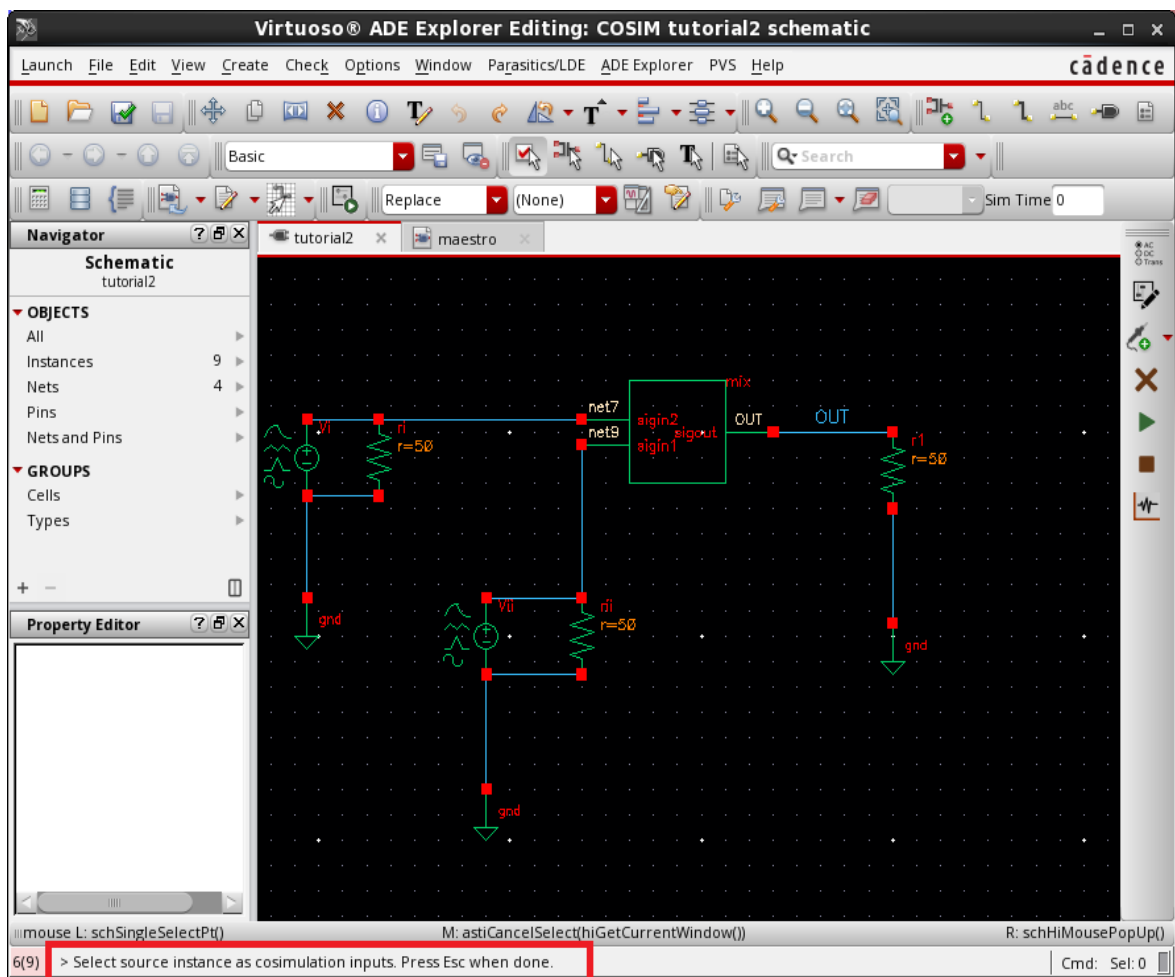 Virtuoso® ADE Explorer Editing: COSIM tutorial2 schematic
Launch File Edit View Create Check Options Window Parasitics/LDE ADE Explorer PVS Help cādence
abc
Basic Search
Replace (None) Sim Time 0
Navigator
tutorial2 maestro
Schematic
tutorial2
OBJECTS
All
Instances 9
Nets 4
Pins
Nets and Pins
GROUPS
Cells
Types
+ −
Property Editor
AC
DC
Trans
mix
net7
net9
sigin2
sigin1
sigout
OUT
OUT
Vi
ri
r=50
r1
r=50
gnd
Vii
rii
r=50
gnd
gnd
mouse L: schSingleSelectPt() M: astiCancelSelect(hiGetCurrentWindow()) R: schHiMousePopUp()
6(9) > Select source instance as cosimulation inputs. Press Esc when done. Cmd: Sel: 0